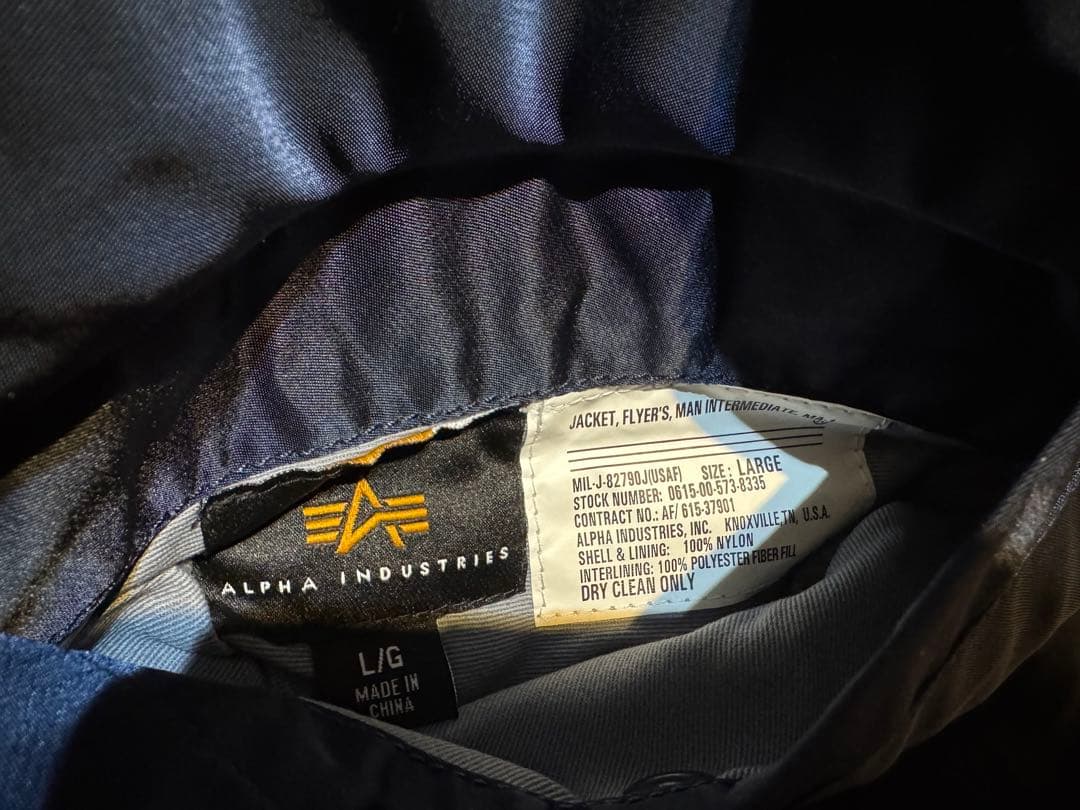 ALPHA INDUSTRIES
L/G
MADE IN
CHINA
JACKET, FLYER'S, MAN INTERMEDIATE
MIL-J-82790J(USAF) SIZE: LARGE
STOCK NUMBER: 0615-00-573-8335
CONTRACT NO.: AF/ 615-37901
ALPHA INDUSTRIES, INC. KNOXVILLE,TN, U.S.A.
SHELL & LINING: 100% NYLON
INTERLINING: 100% POLYESTER FIBER FILL
DRY CLEAN ONLY